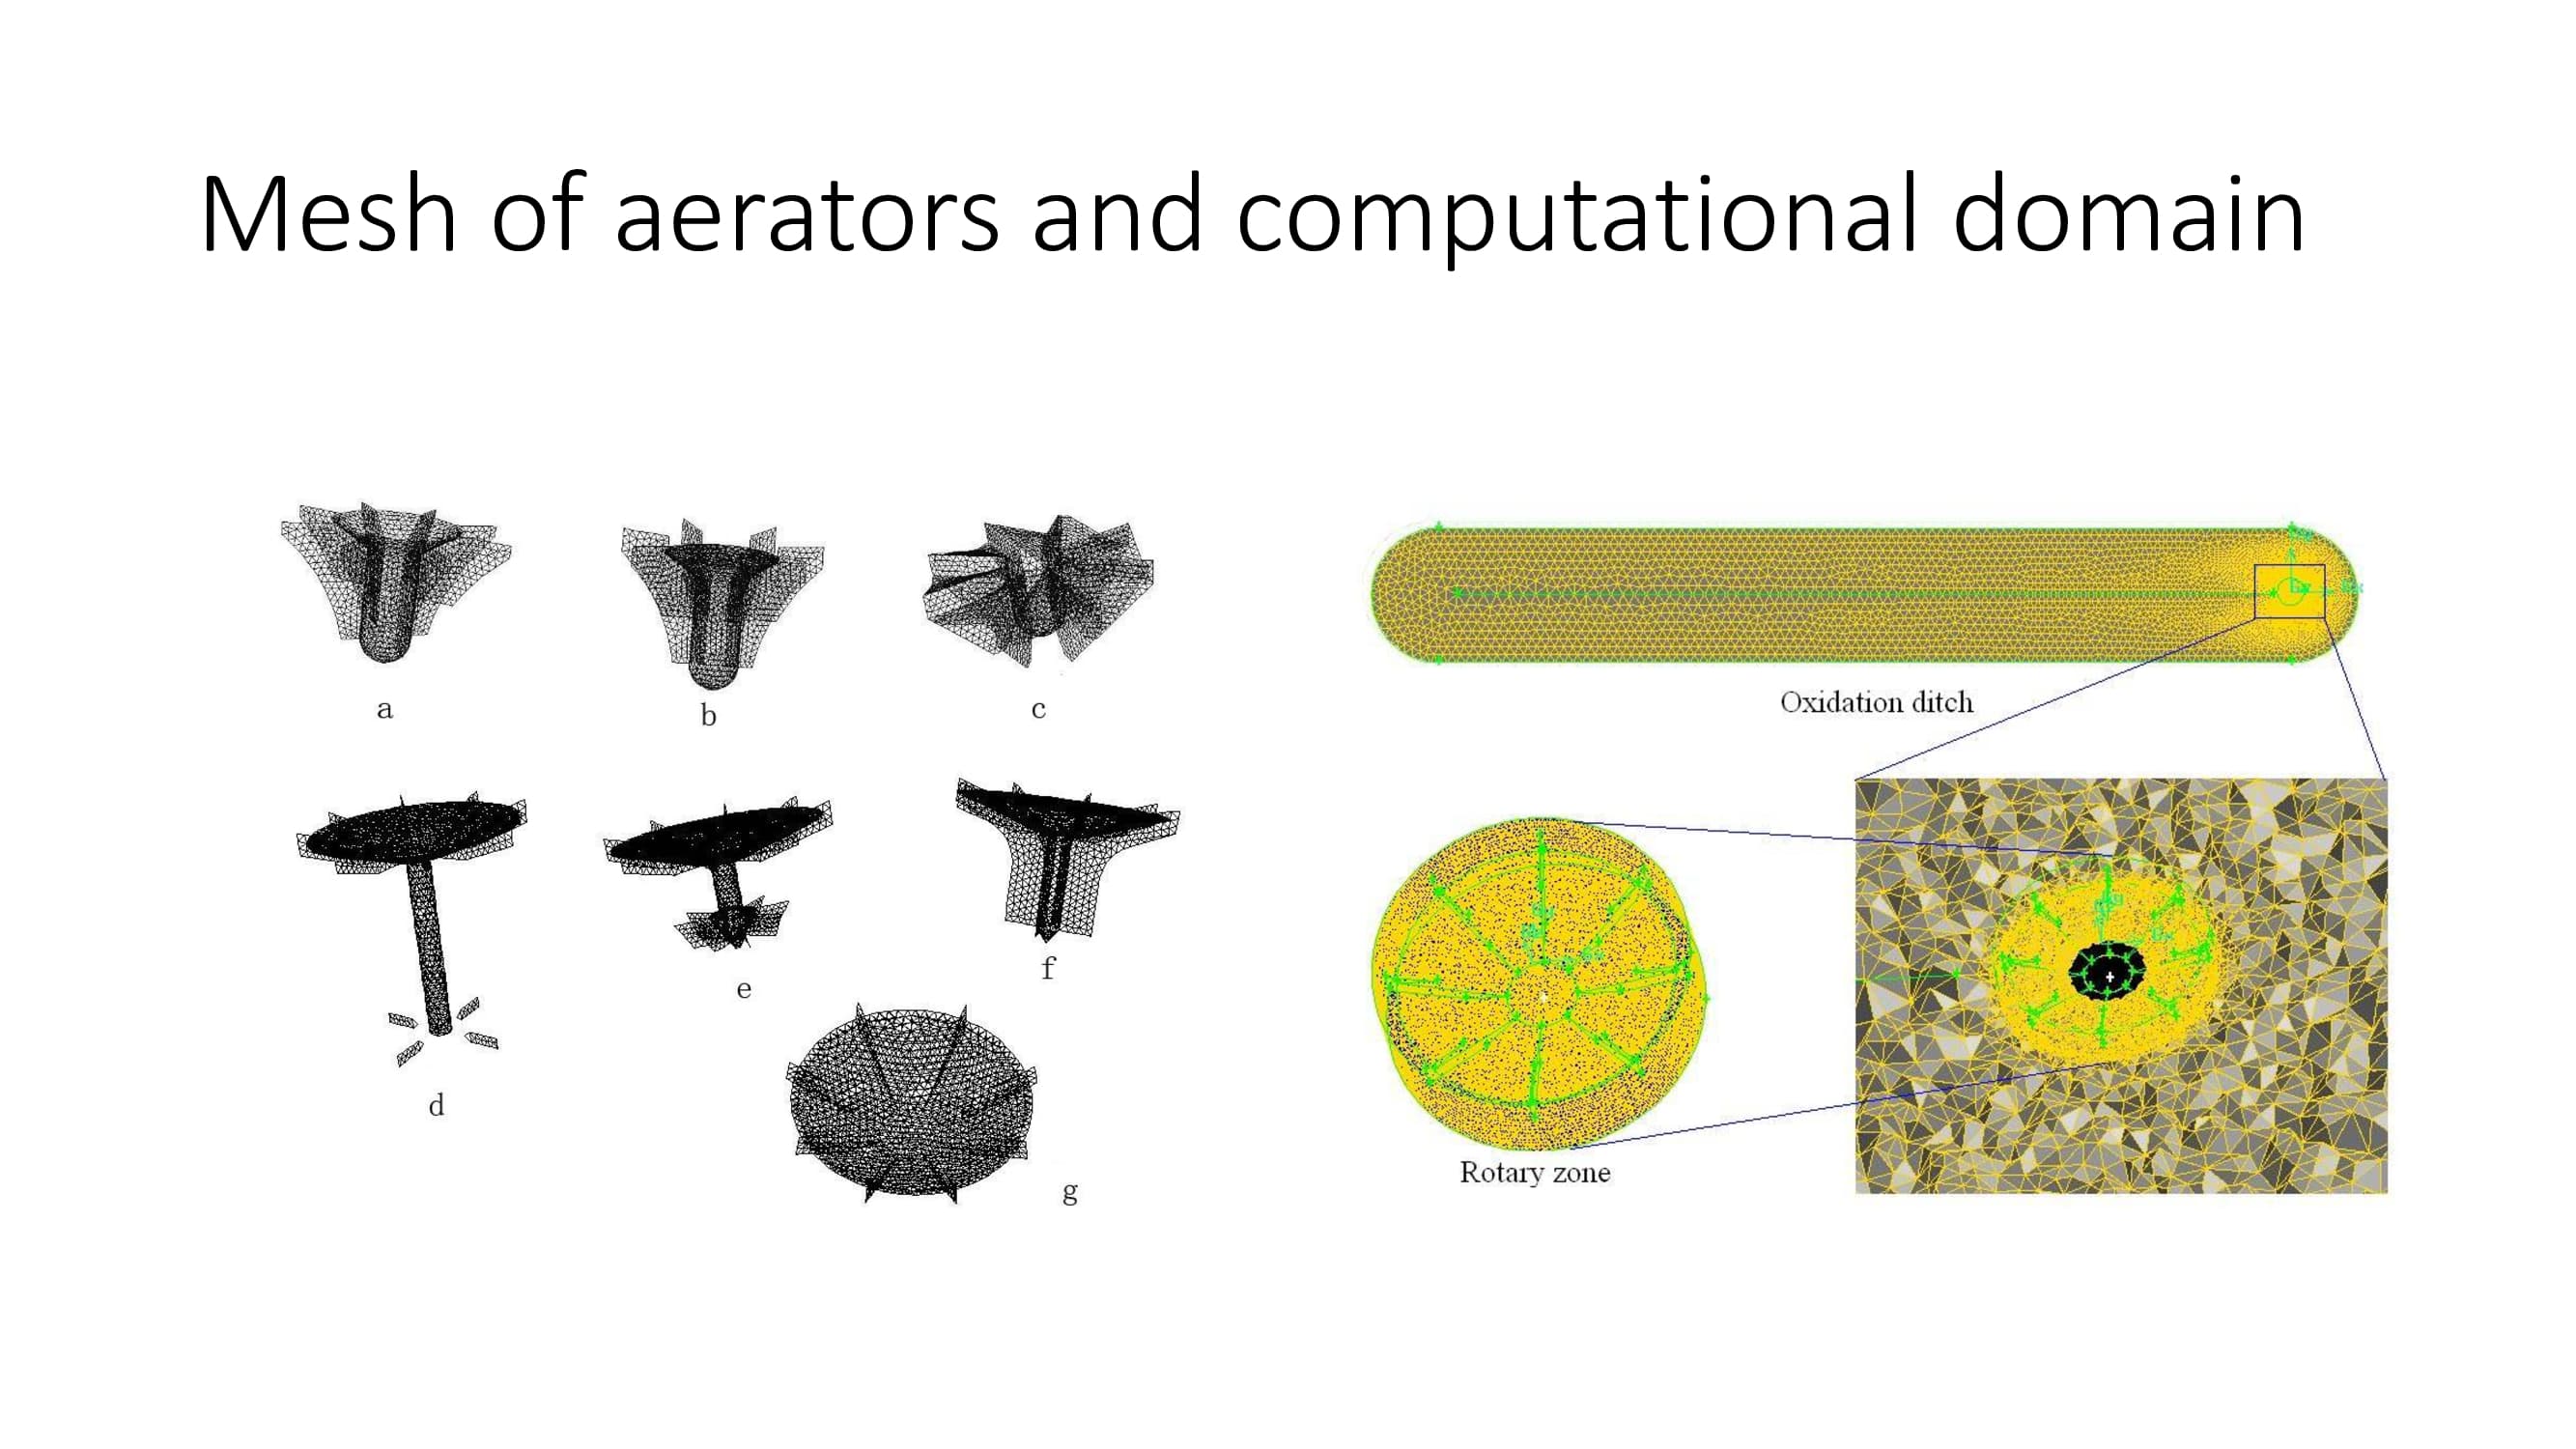 Mesh of aerators and computational domain
a
b
c
d
e
f
g
Oxidation ditch
Rotary zone